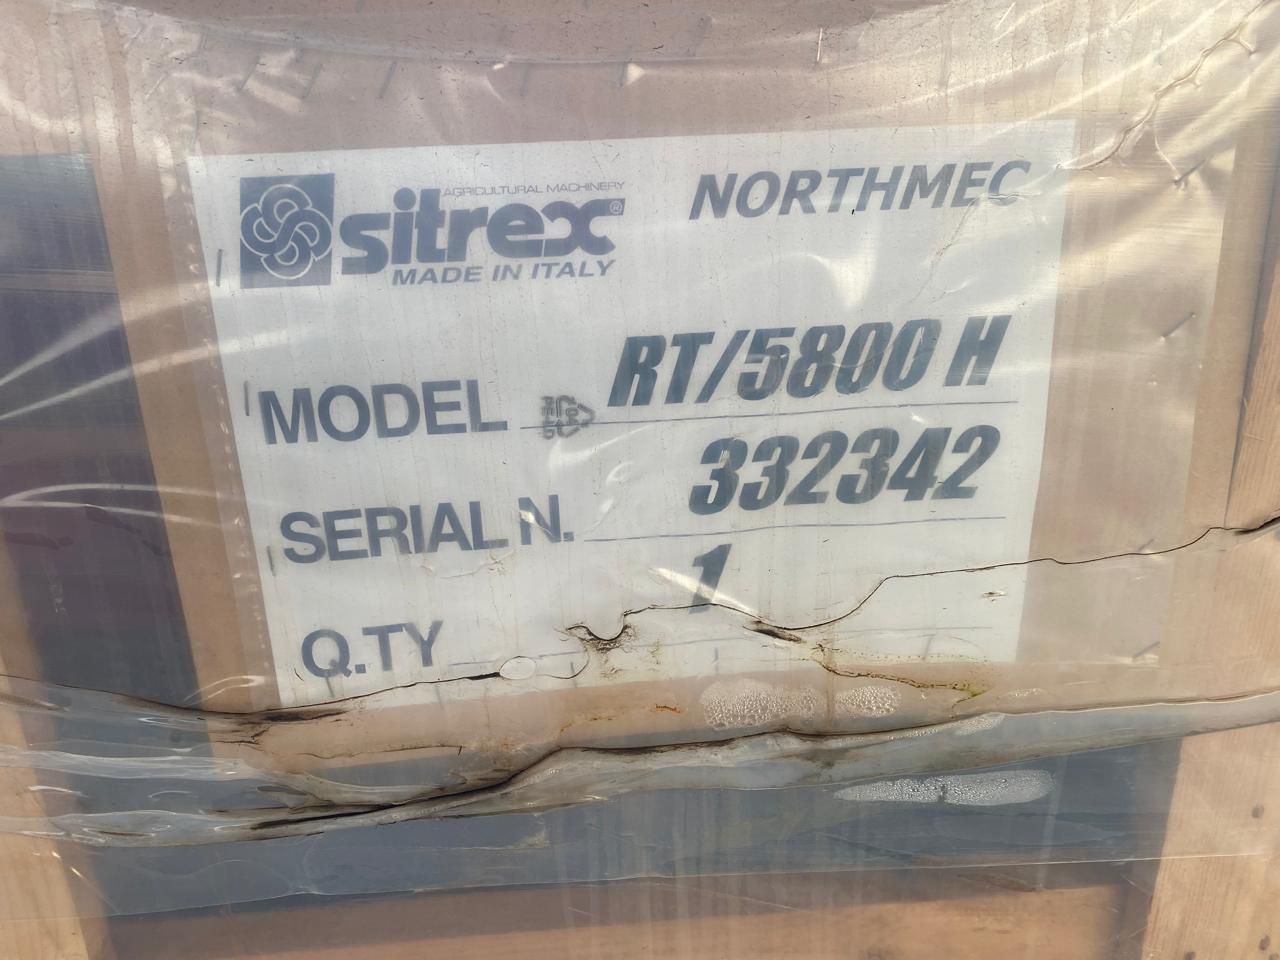 AGRICULTURAL MACHINERY
sitrex® NORTHMEC
MADE IN ITALY
MODEL RT/5800 H
SERIAL N. 332342
Q.TY 1